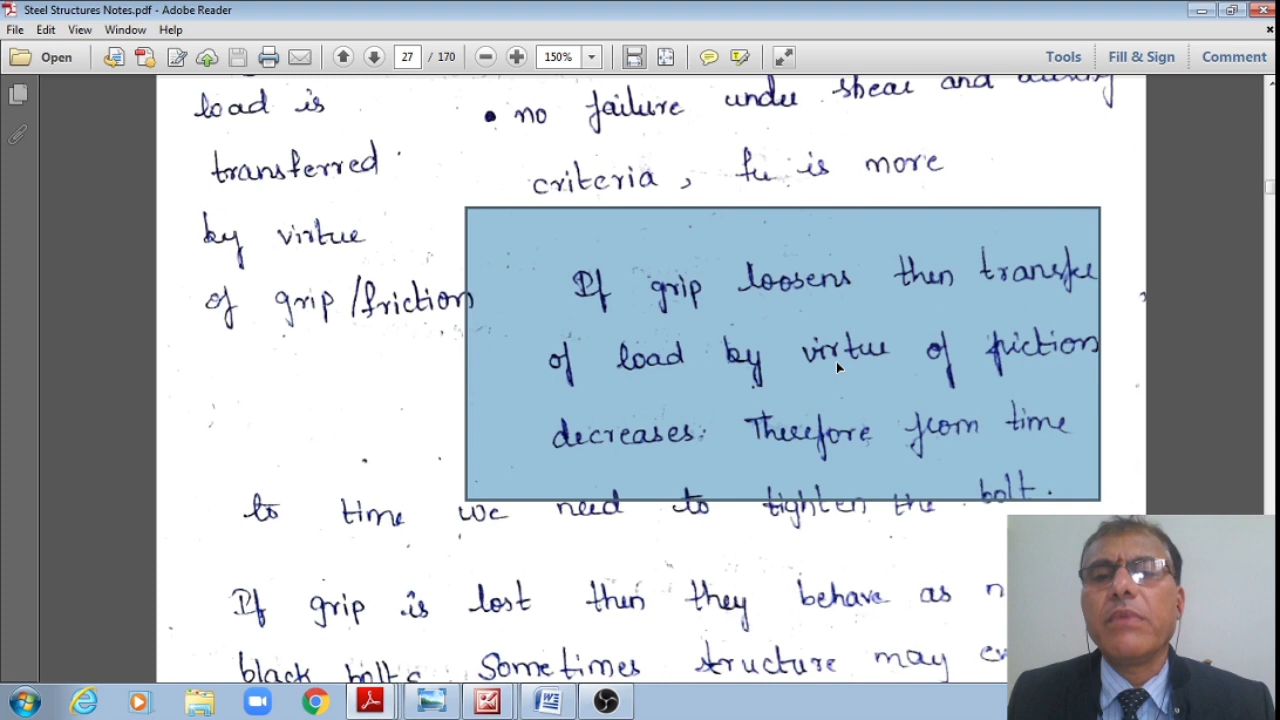 Steel Structures Notes.pdf - Adobe Reader
File Edit View Window Help
Open 27 / 170 150% Tools Fill & Sign Comment
load is
transferred
by virtue
of grip/friction
• no failure under shear and
criteria, fu is more
If grip loosens then transfe
of load by virtue of friction
decreases. Therefore from time
to time we need to tighten the bolt.
If grip is lost then they behave as n
black bolts. Sometimes structure may